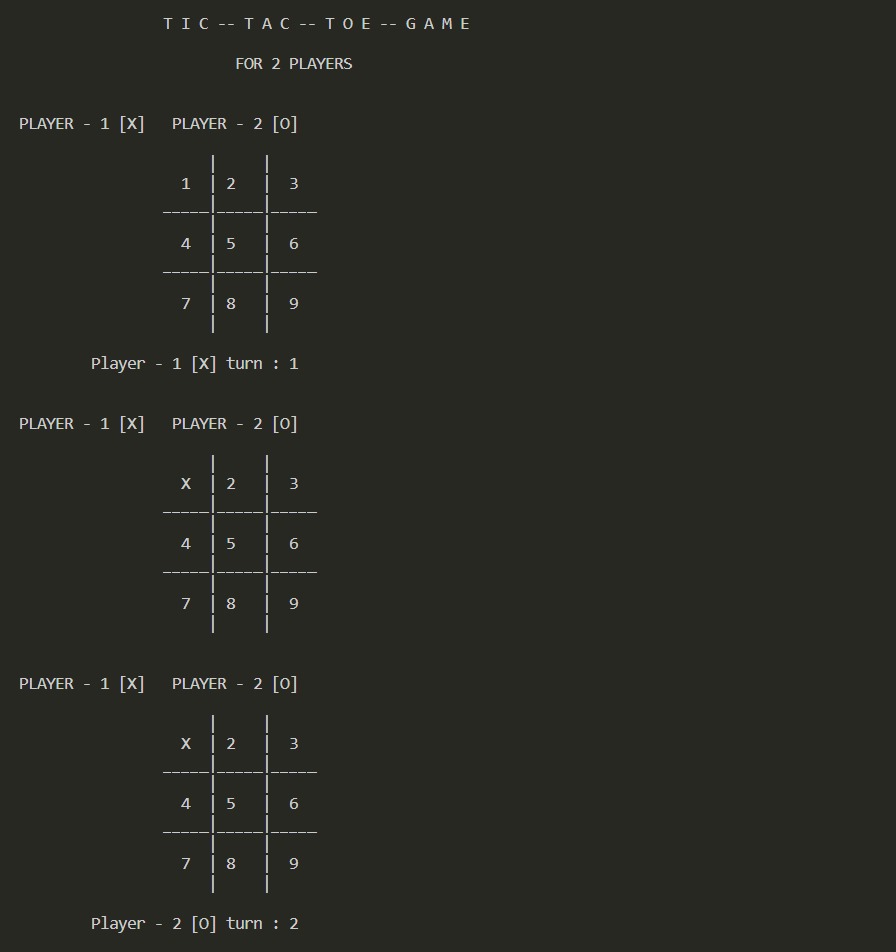 T I C -- T A C -- T O E -- G A M E
FOR 2 PLAYERS
PLAYER - 1 [X]   PLAYER - 2 [O]
     |     |
  1  | 2   |  3
_____|_____|_____
     |     |
  4  | 5   |  6
_____|_____|_____
     |     |
  7  | 8   |  9
     |     |
Player - 1 [X] turn : 1
PLAYER - 1 [X]   PLAYER - 2 [O]
     |     |
  X  | 2   |  3
_____|_____|_____
     |     |
  4  | 5   |  6
_____|_____|_____
     |     |
  7  | 8   |  9
     |     |
PLAYER - 1 [X]   PLAYER - 2 [O]
     |     |
  X  | 2   |  3
_____|_____|_____
     |     |
  4  | 5   |  6
_____|_____|_____
     |     |
  7  | 8   |  9
     |     |
Player - 2 [O] turn : 2